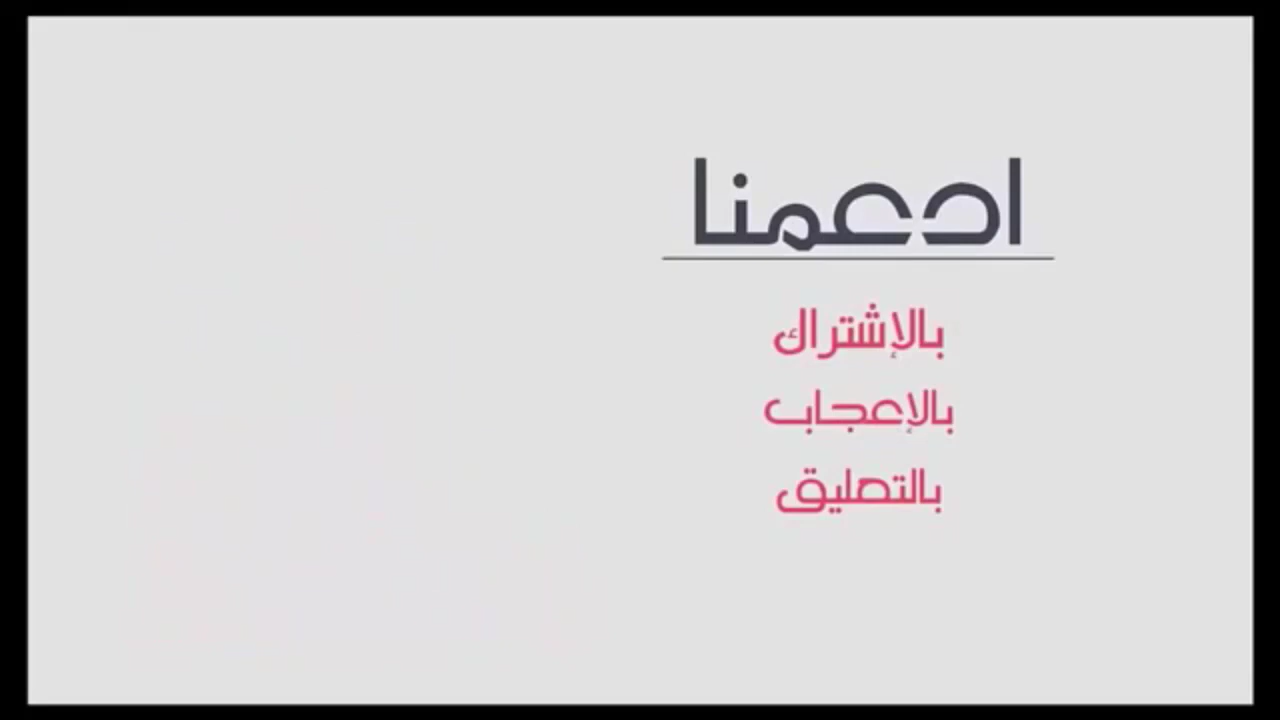 ادعمنا
بالإشتراك
بالإعجاب
بالتعليق